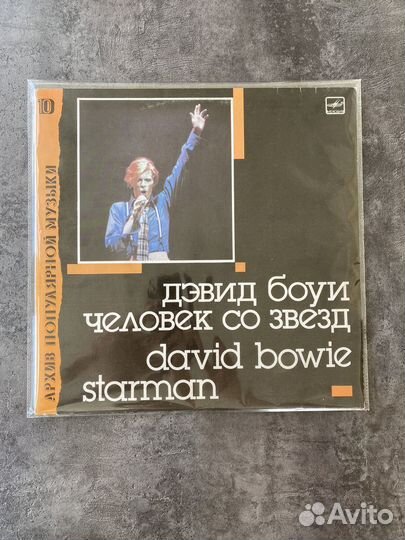 10
АРХИВ ПОПУЛЯРНОЙ МУЗЫКИ
дэвид боуи
человек со звезд
david bowie
starman
Avito